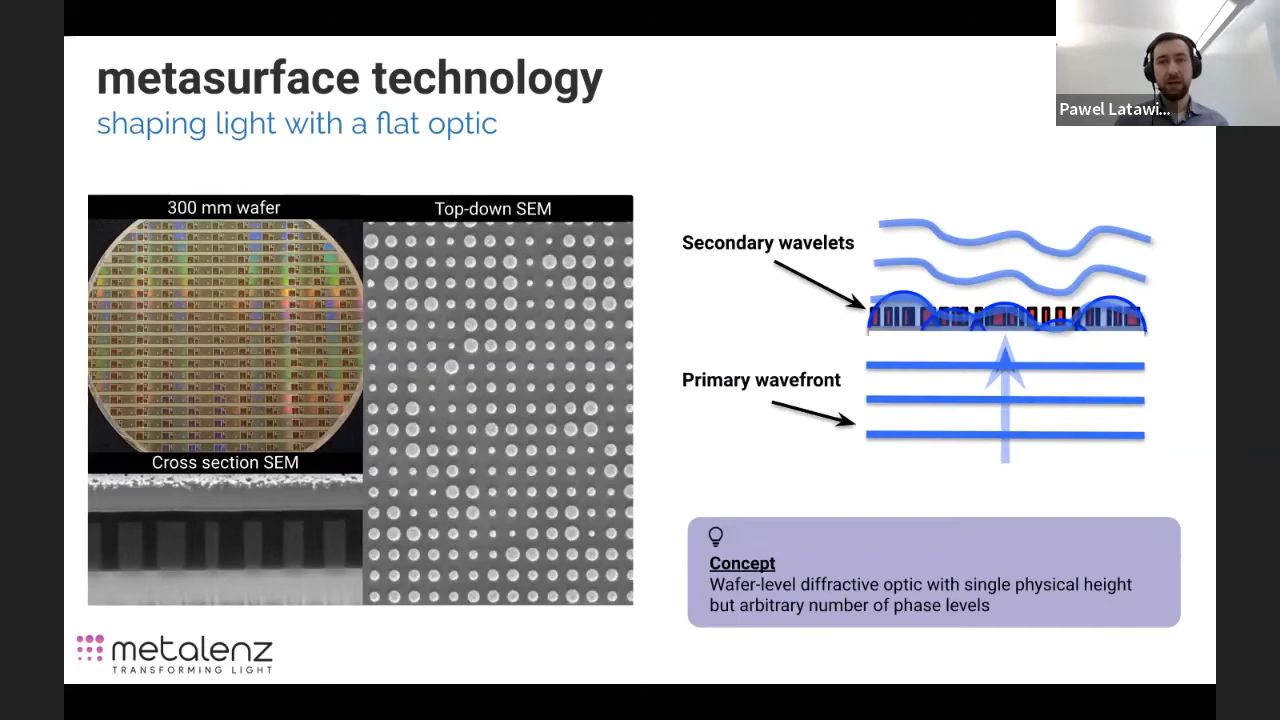 metasurface technology
shaping light with a flat optic
Pawel Latawi...
300 mm wafer
Top-down SEM
Cross section SEM
Secondary wavelets
Primary wavefront
Concept
Wafer-level diffractive optic with single physical height
but arbitrary number of phase levels
metalenz
TRANSFORMING LIGHT